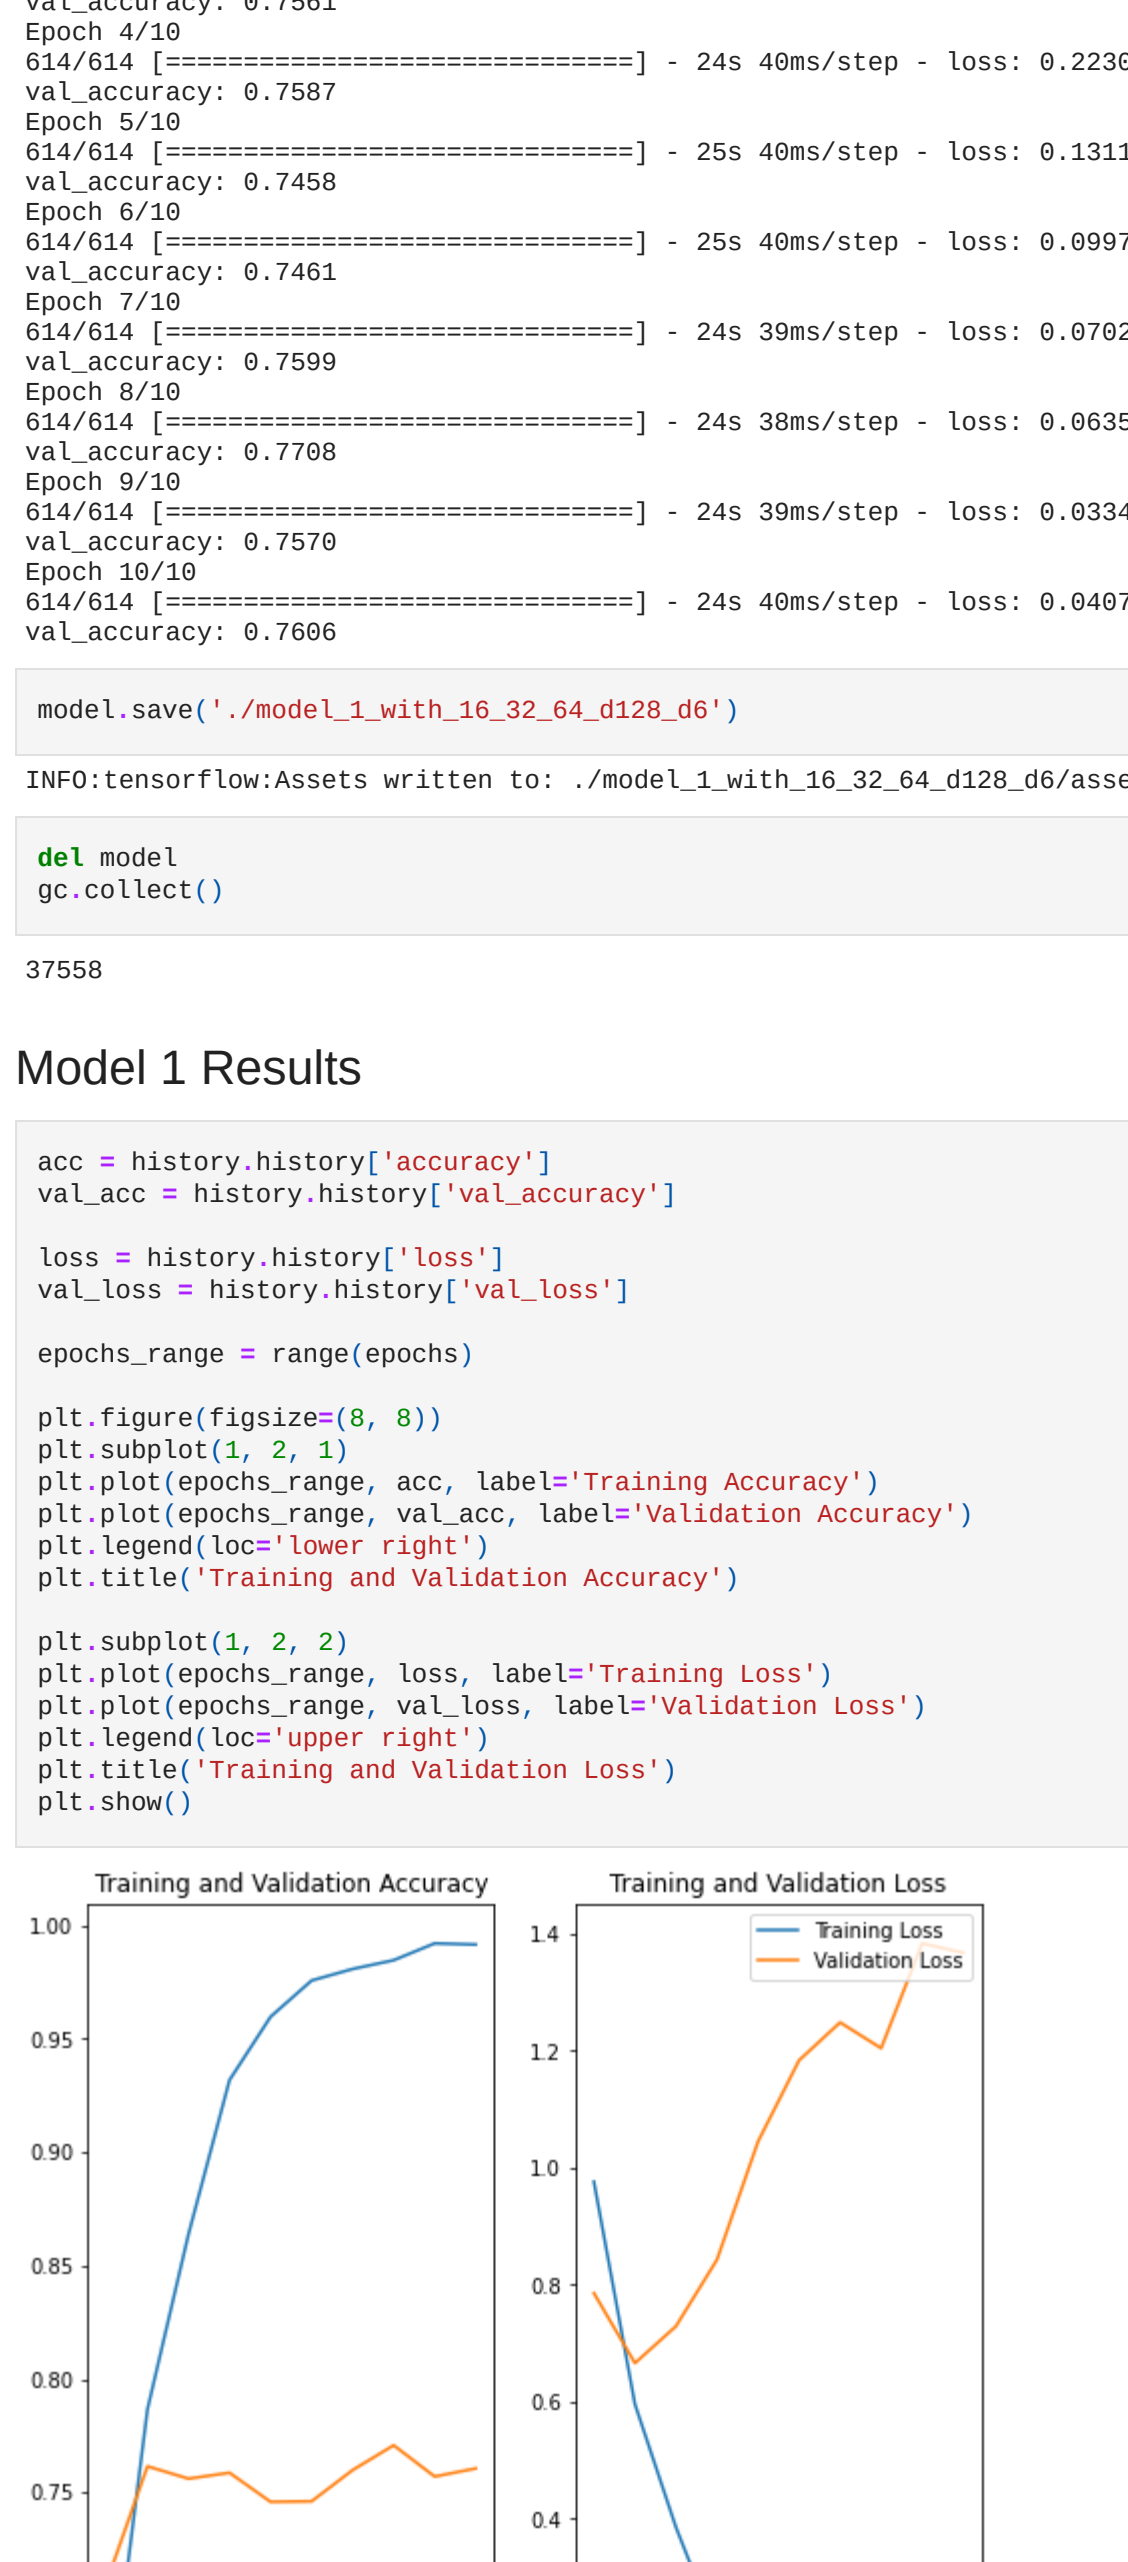 val_accuracy: 0.7561
Epoch 4/10
614/614 [==============================] - 24s 40ms/step - loss: 0.2230
val_accuracy: 0.7587
Epoch 5/10
614/614 [==============================] - 25s 40ms/step - loss: 0.1311
val_accuracy: 0.7458
Epoch 6/10
614/614 [==============================] - 25s 40ms/step - loss: 0.0997
val_accuracy: 0.7461
Epoch 7/10
614/614 [==============================] - 24s 39ms/step - loss: 0.0702
val_accuracy: 0.7599
Epoch 8/10
614/614 [==============================] - 24s 38ms/step - loss: 0.0635
val_accuracy: 0.7708
Epoch 9/10
614/614 [==============================] - 24s 39ms/step - loss: 0.0334
val_accuracy: 0.7570
Epoch 10/10
614/614 [==============================] - 24s 40ms/step - loss: 0.0407
val_accuracy: 0.7606
model.save('./model_1_with_16_32_64_d128_d6')
INFO:tensorflow:Assets written to: ./model_1_with_16_32_64_d128_d6/asse
del model
gc.collect()
37558
Model 1 Results
acc = history.history['accuracy']
val_acc = history.history['val_accuracy']
loss = history.history['loss']
val_loss = history.history['val_loss']
epochs_range = range(epochs)
plt.figure(figsize=(8, 8))
plt.subplot(1, 2, 1)
plt.plot(epochs_range, acc, label='Training Accuracy')
plt.plot(epochs_range, val_acc, label='Validation Accuracy')
plt.legend(loc='lower right')
plt.title('Training and Validation Accuracy')
plt.subplot(1, 2, 2)
plt.plot(epochs_range, loss, label='Training Loss')
plt.plot(epochs_range, val_loss, label='Validation Loss')
plt.legend(loc='upper right')
plt.title('Training and Validation Loss')
plt.show()
Training and Validation Accuracy
1.00
0.95
0.90
0.85
0.80
0.75
Training and Validation Loss
Training Loss
Validation Loss
1.4
1.2
1.0
0.8
0.6
0.4